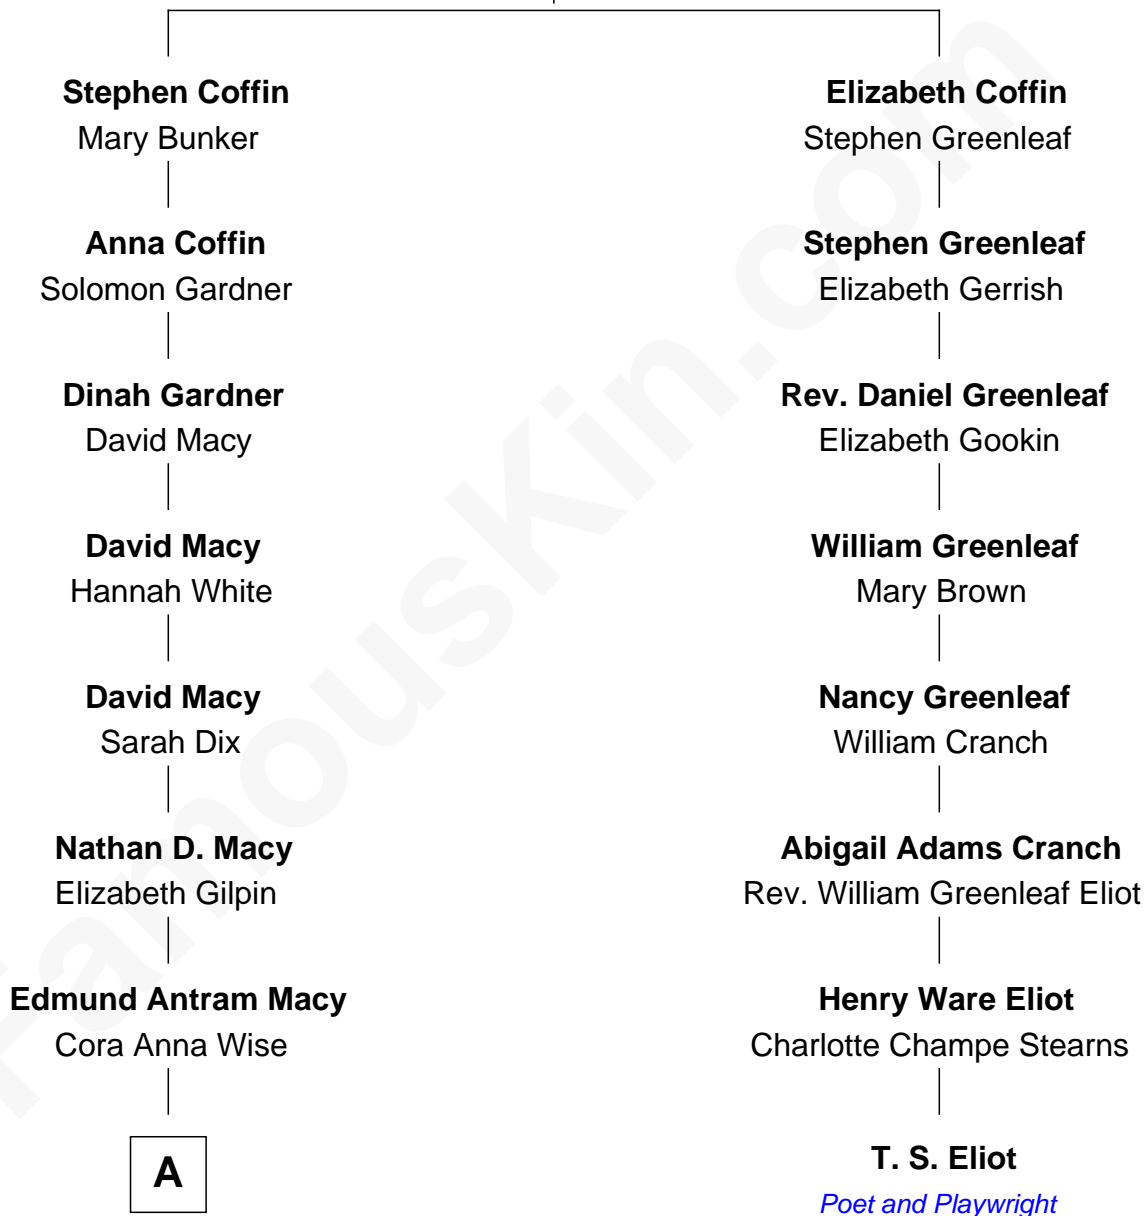 Stephen Coffin
Mary Bunker
Anna Coffin
Solomon Gardner
Dinah Gardner
David Macy
David Macy
Hannah White
David Macy
Sarah Dix
Nathan D. Macy
Elizabeth Gilpin
Edmund Antram Macy
Cora Anna Wise
A
Elizabeth Coffin
Stephen Greenleaf
Stephen Greenleaf
Elizabeth Gerrish
Rev. Daniel Greenleaf
Elizabeth Gookin
William Greenleaf
Mary Brown
Nancy Greenleaf
William Cranch
Abigail Adams Cranch
Rev. William Greenleaf Eliot
Henry Ware Eliot
Charlotte Champe Stearns
T. S. Eliot
Poet and Playwright
FamousKin.com